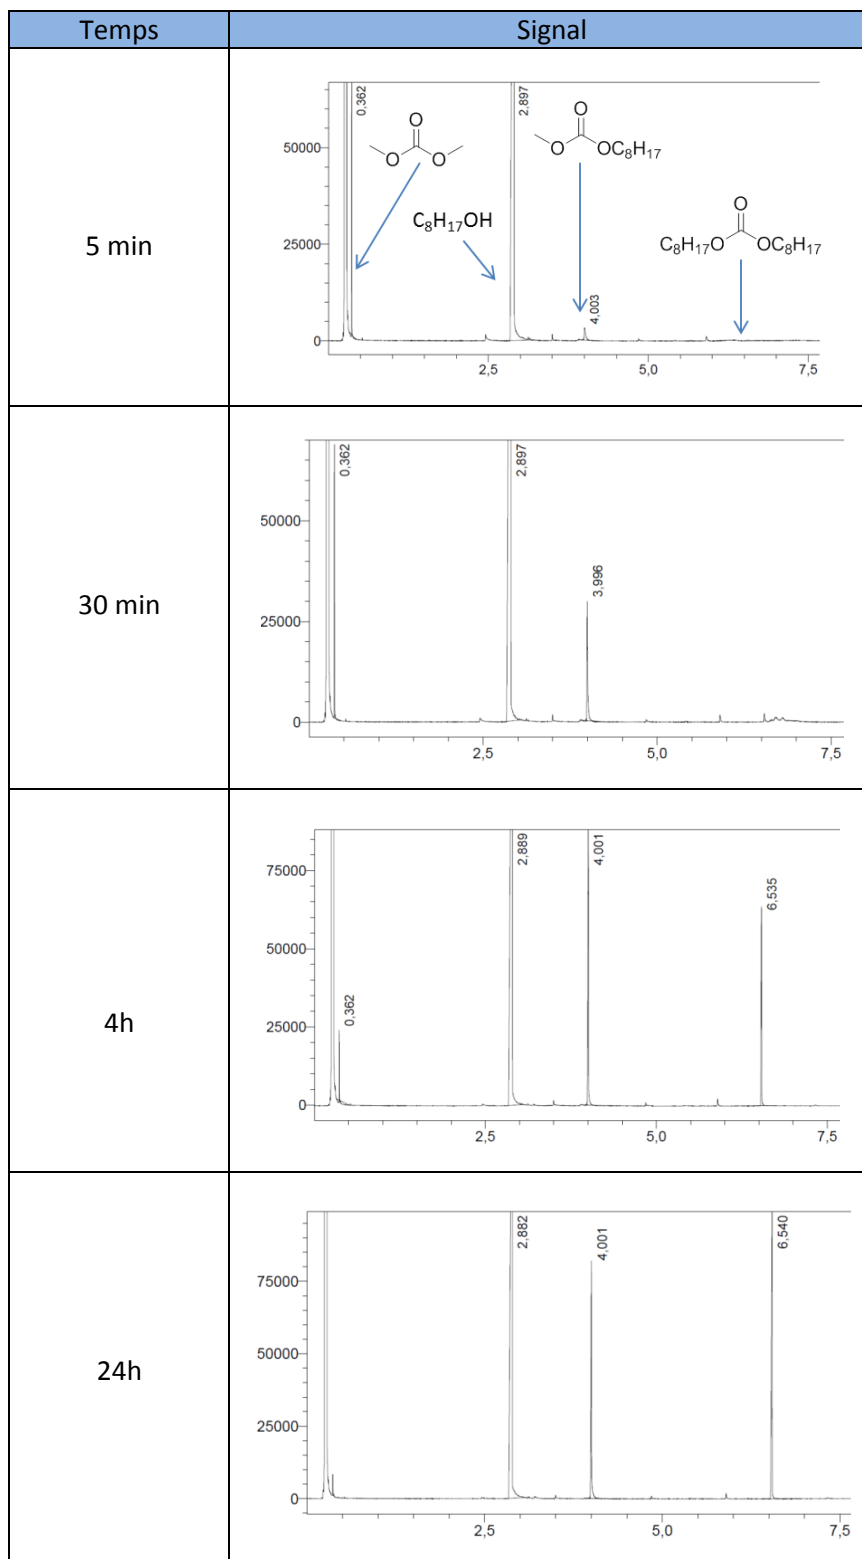 Temps Signal
5 min
0,362
2,897
O
O O
C₈H₁₇OH
O
O OC₈H₁₇
O
C₈H₁₇O OC₈H₁₇
4,003
50000
25000
0
2,5 5,0 7,5
30 min
0,362
2,897
3,996
50000
25000
0
2,5 5,0 7,5
4h
0,362
2,889
4,001
6,535
75000
50000
25000
0
2,5 5,0 7,5
24h
2,882
4,001
6,540
75000
50000
25000
0
2,5 5,0 7,5